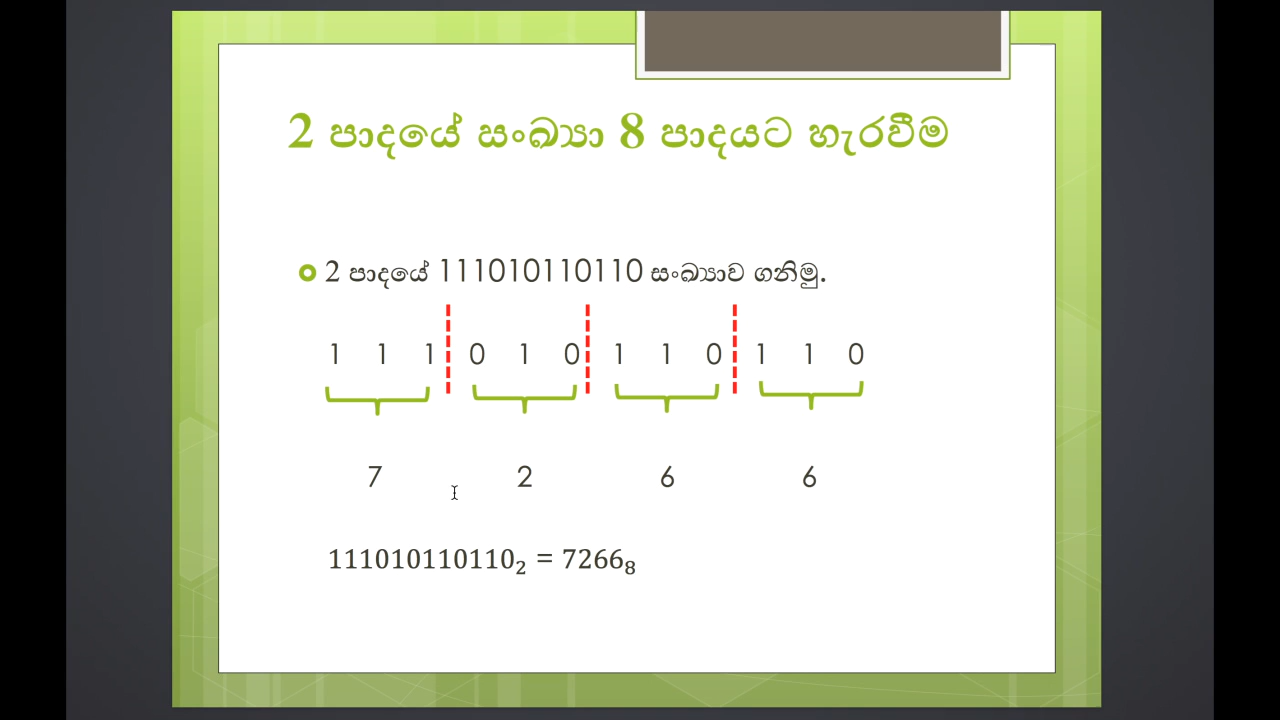 2 පාදයේ සංඛ්‍යා 8 පාදයට හැරවීම
2 පාදයේ 111010110110 සංඛ්‍යාව ගනිමු.
1 1 1 0 1 0 1 1 0 1 1 0
7 2 6 6
111010110110₂ = 7266₈